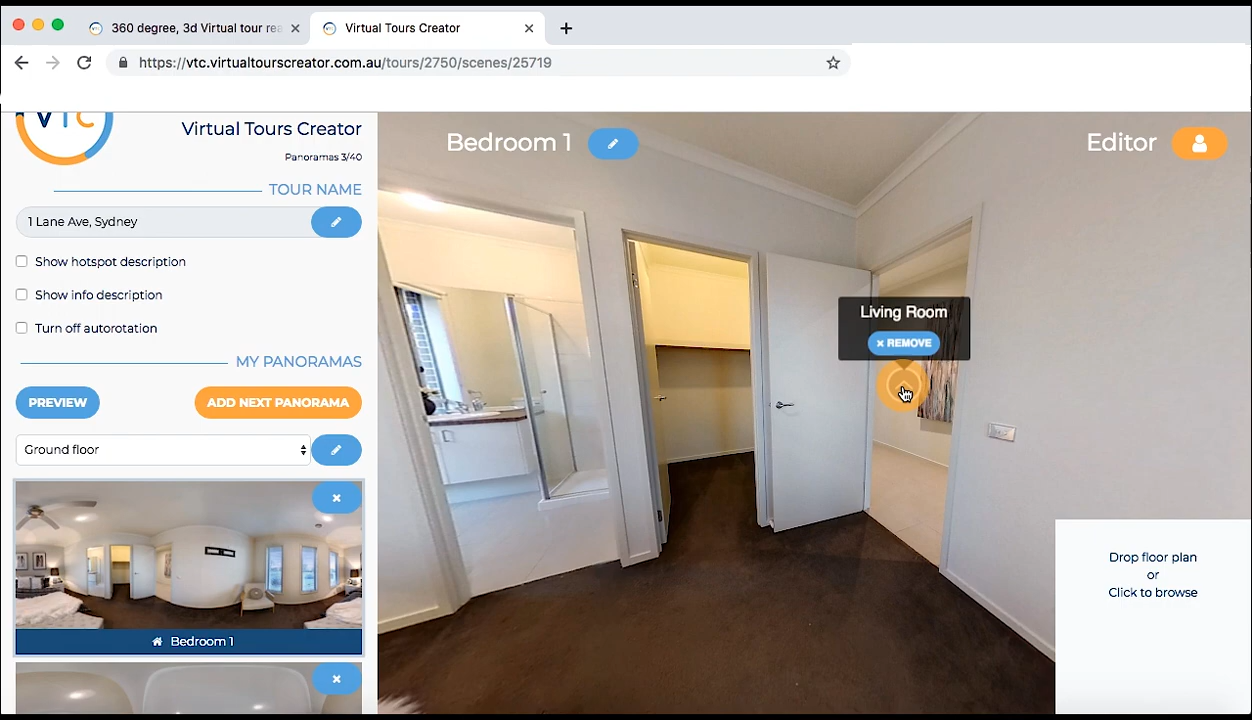 360 degree, 3d Virtual tour rea
Virtual Tours Creator
https://vtc.virtualtourscreator.com.au/tours/2750/scenes/25719
VTC
Virtual Tours Creator
Panoramas 3/40
TOUR NAME
1 Lane Ave, Sydney
Show hotspot description
Show info description
Turn off autorotation
MY PANORAMAS
PREVIEW
ADD NEXT PANORAMA
Ground floor
Bedroom 1
Bedroom 1
Editor
Living Room
× REMOVE
Drop floor plan
or
Click to browse